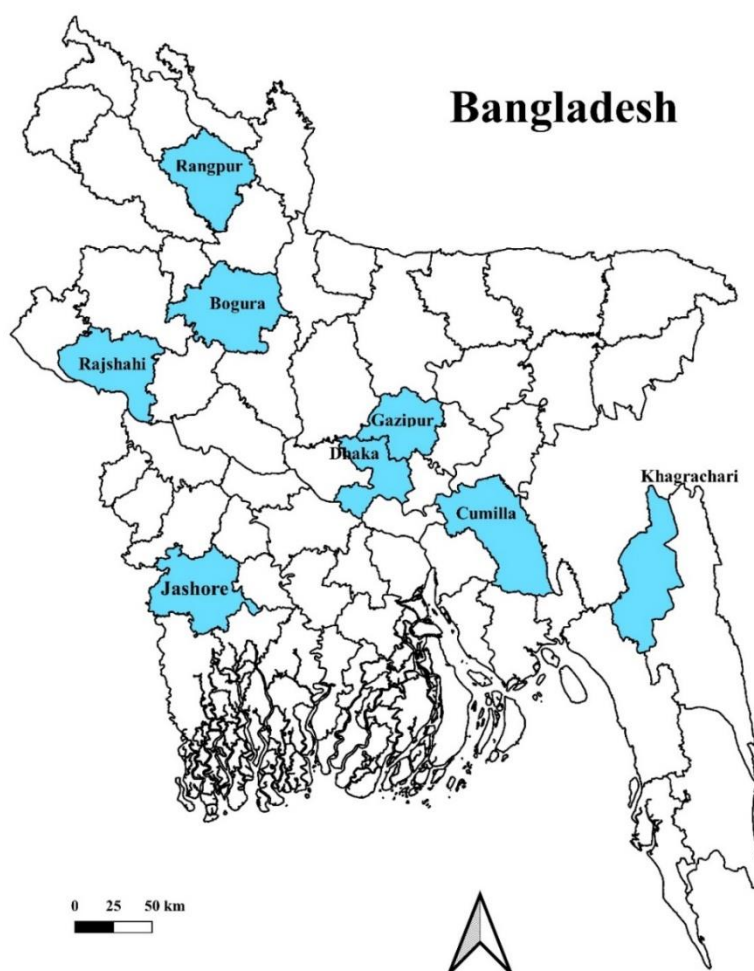 Bangladesh
Rangpur
Bogura
Rajshahi
Gazipur
Dhaka
Khagrachari
Cumilla
Jashore
0 25 50 km